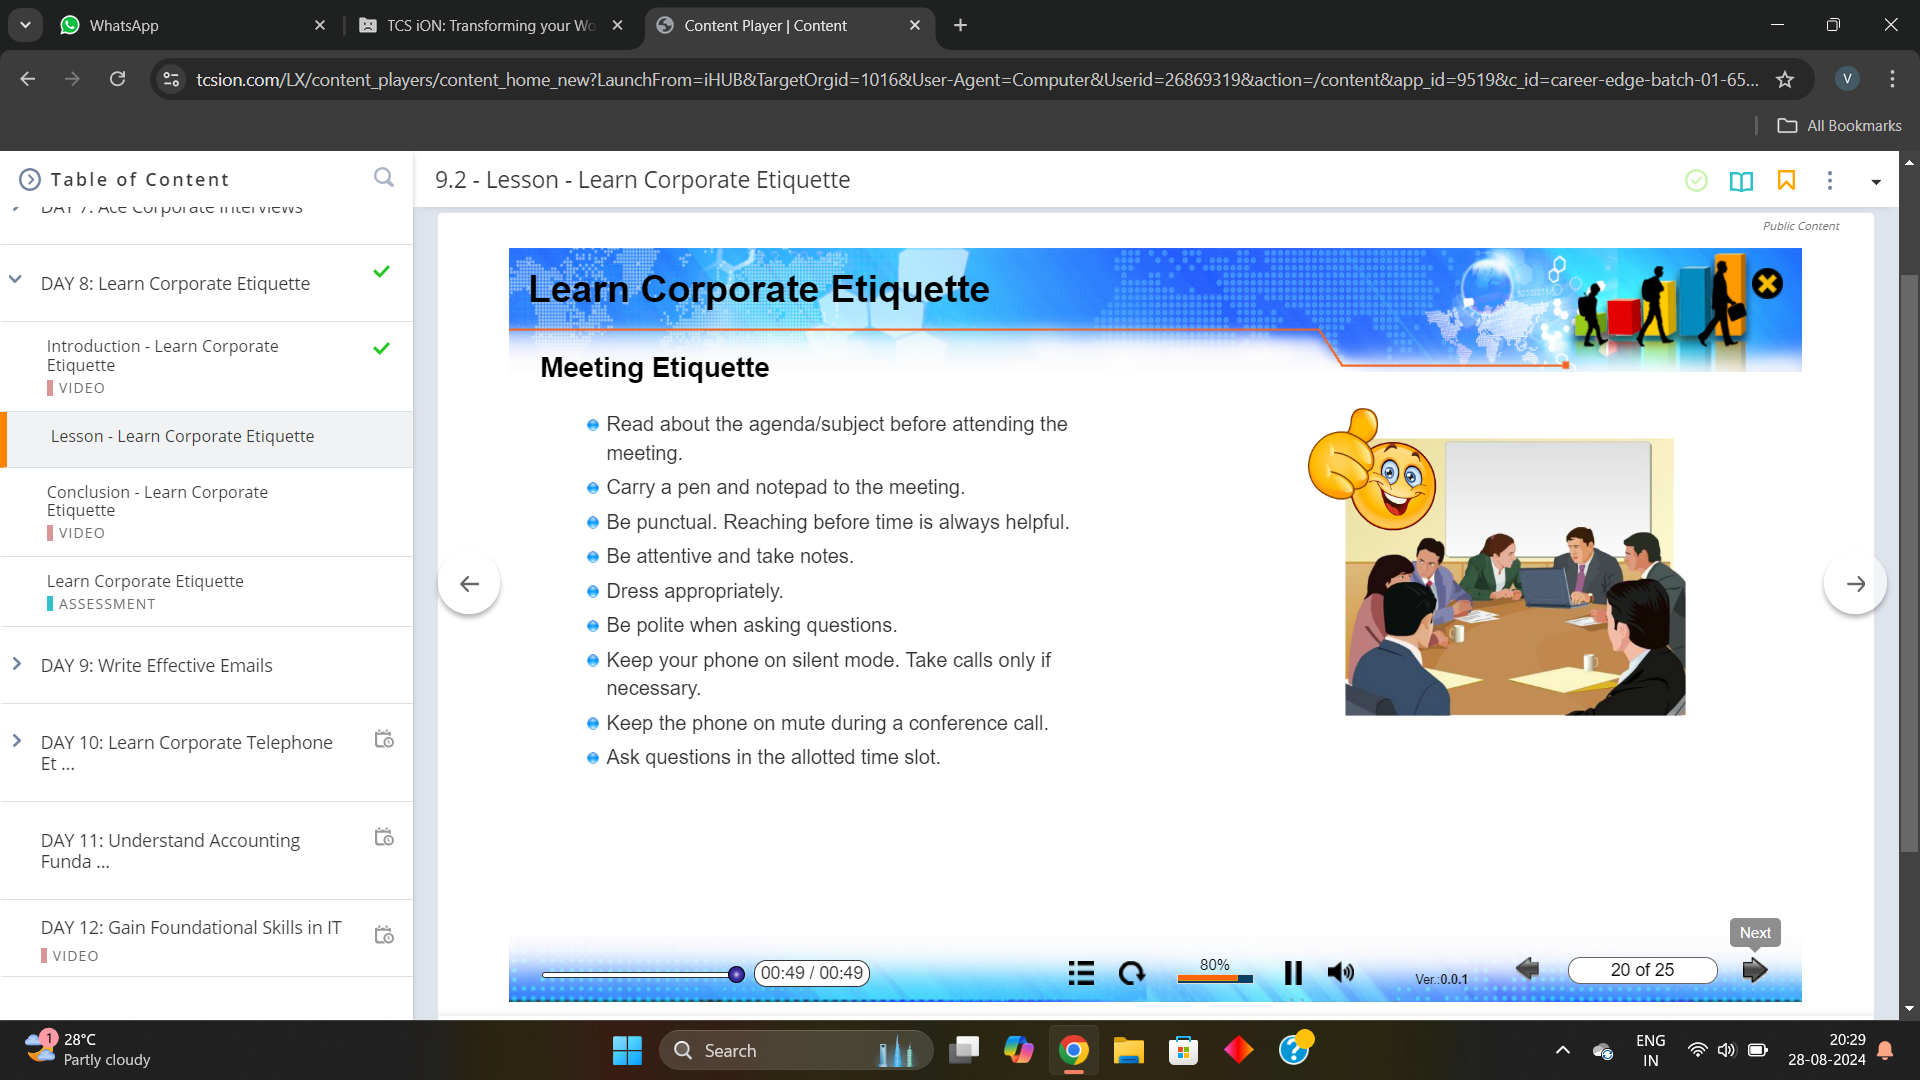 WhatsApp
TCS iON: Transforming your Wo
Content Player | Content
tcsion.com/LX/content_players/content_home_new?LaunchFrom=iHUB&TargetOrgid=1016&User-Agent=Computer&Userid=26869319&action=/content&app_id=9519&c_id=career-edge-batch-01-65...
V
All Bookmarks
Table of Content
DAY 7: Ace Corporate Interviews
DAY 8: Learn Corporate Etiquette
Introduction - Learn Corporate
Etiquette
VIDEO
Lesson - Learn Corporate Etiquette
Conclusion - Learn Corporate
Etiquette
VIDEO
Learn Corporate Etiquette
ASSESSMENT
DAY 9: Write Effective Emails
DAY 10: Learn Corporate Telephone
Et ...
DAY 11: Understand Accounting
Funda ...
DAY 12: Gain Foundational Skills in IT
VIDEO
9.2 - Lesson - Learn Corporate Etiquette
Public Content
Learn Corporate Etiquette
Meeting Etiquette
Read about the agenda/subject before attending the
meeting.
Carry a pen and notepad to the meeting.
Be punctual. Reaching before time is always helpful.
Be attentive and take notes.
Dress appropriately.
Be polite when asking questions.
Keep your phone on silent mode. Take calls only if
necessary.
Keep the phone on mute during a conference call.
Ask questions in the allotted time slot.
Next
00:49 / 00:49
80%
Ver.:0.0.1
20 of 25
1
28°C
Partly cloudy
Search
ENG
IN
20:29
28-08-2024